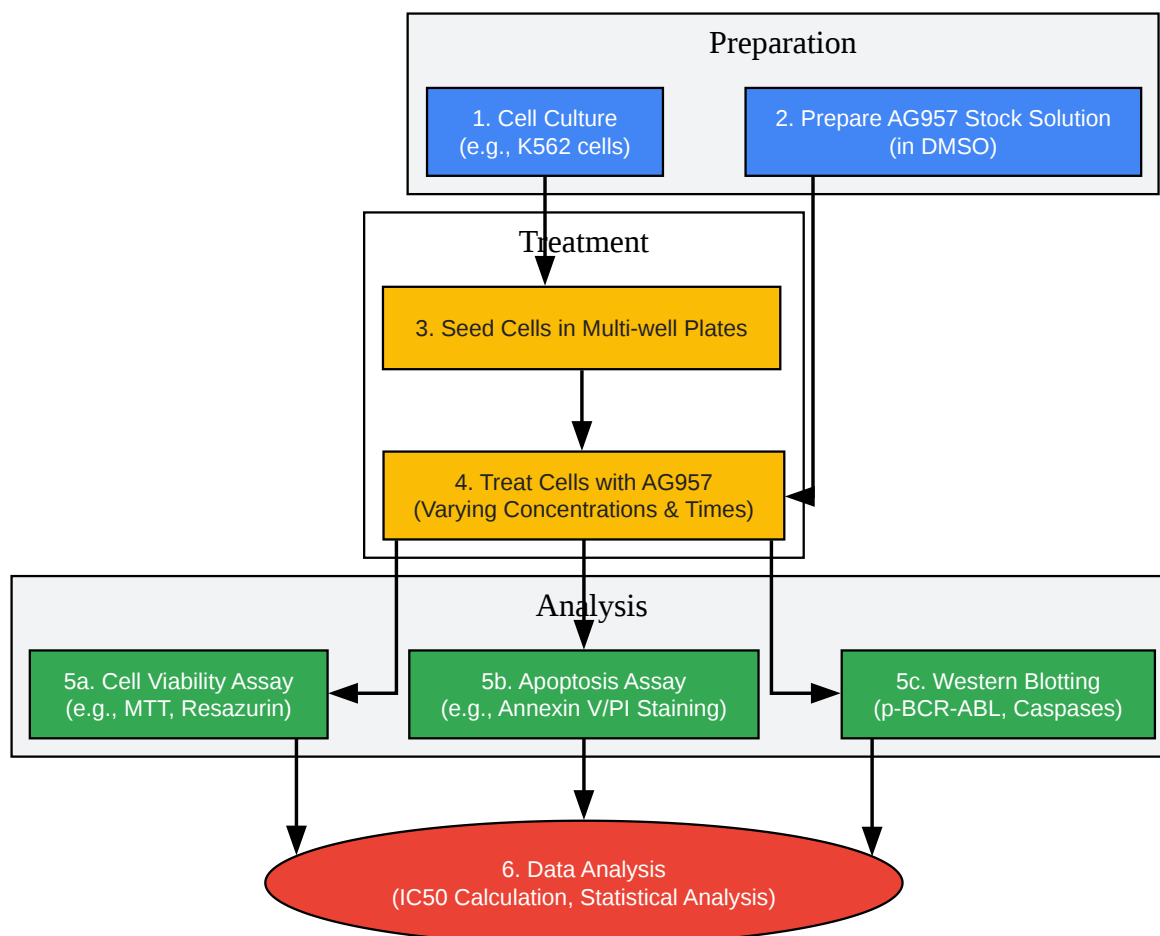 Preparation
1. Cell Culture
(e.g., K562 cells)
2. Prepare AG957 Stock Solution
(in DMSO)
Treatment
3. Seed Cells in Multi-well Plates
4. Treat Cells with AG957
(Varying Concentrations & Times)
Analysis
5a. Cell Viability Assay
(e.g., MTT, Resazurin)
5b. Apoptosis Assay
(e.g., Annexin V/PI Staining)
5c. Western Blotting
(p-BCR-ABL, Caspases)
6. Data Analysis
(IC50 Calculation, Statistical Analysis)